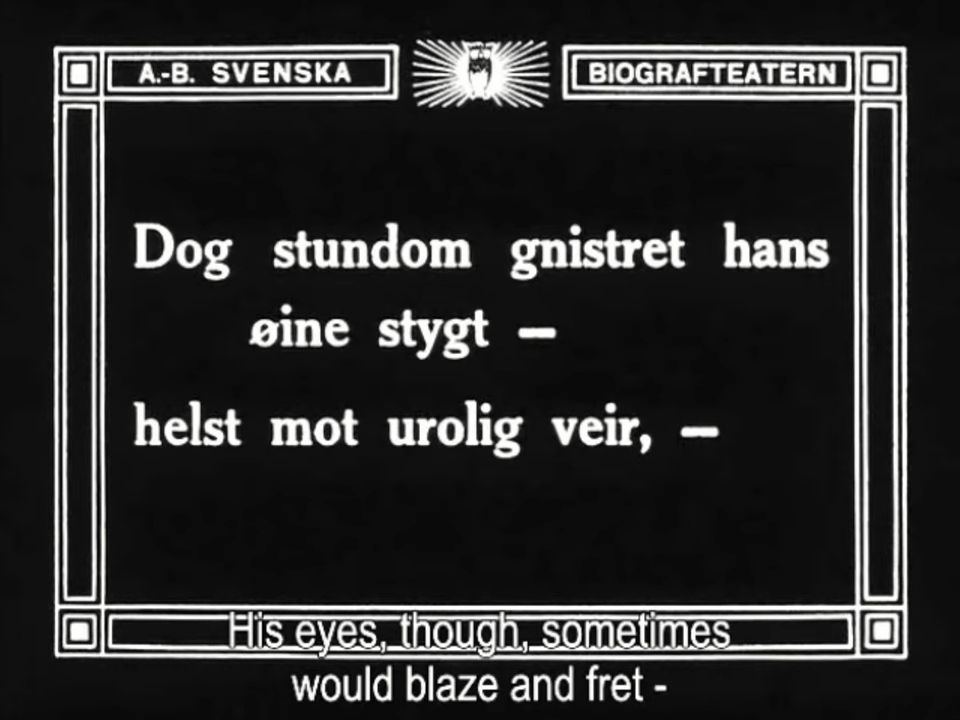 A.-B. SVENSKA BIOGRAFTEATERN
Dog stundom gnistret hans
øine stygt —
helst mot urolig veir, —
His eyes, though, sometimes
would blaze and fret -